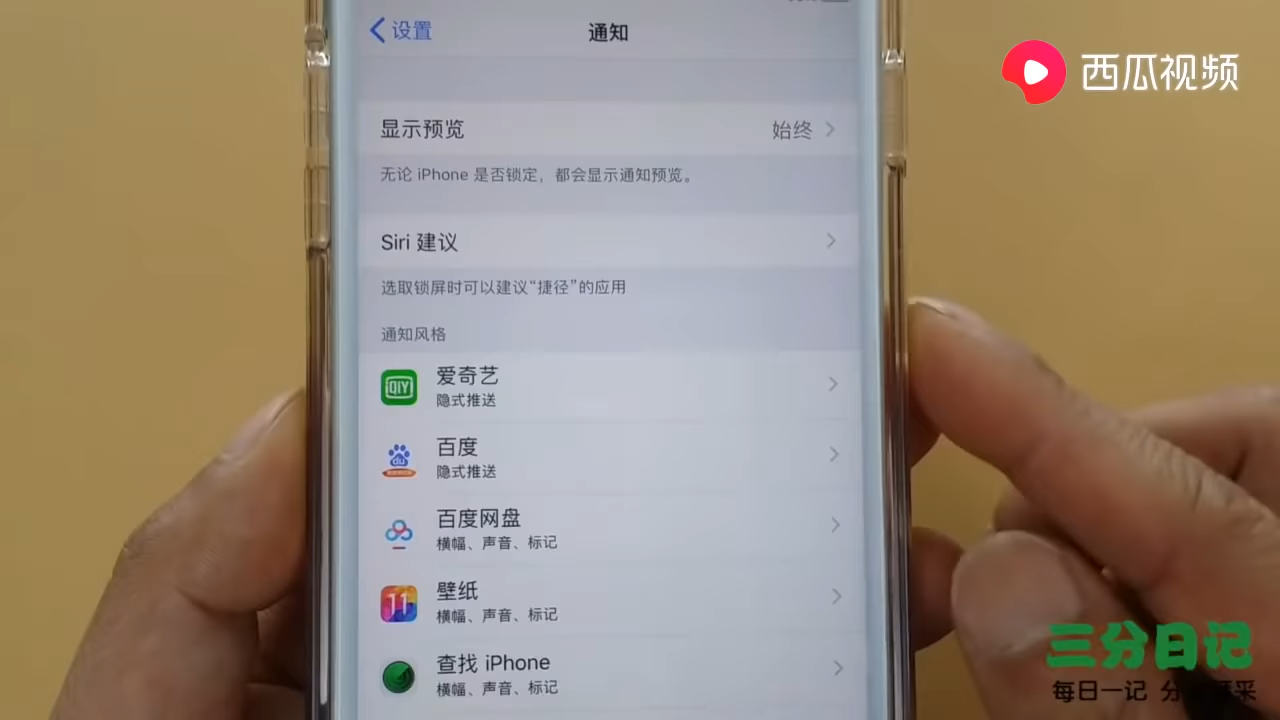 设置
通知
西瓜视频
显示预览
始终
无论 iPhone 是否锁定，都会显示通知预览。
Siri 建议
选取锁屏时可以建议“捷径”的应用
通知风格
iQIY
爱奇艺
隐式推送
du
百度
隐式推送
百度网盘
横幅、声音、标记
11
壁纸
横幅、声音、标记
查找 iPhone
横幅、声音、标记
三分日记
每日一记 分
采